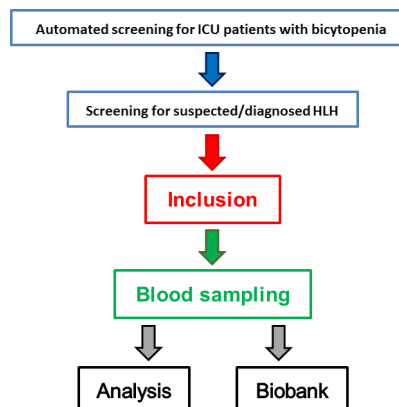 Automated screening for ICU patients with bicytopenia
Screening for suspected/diagnosed HLH
Inclusion
Blood sampling
Analysis
Biobank